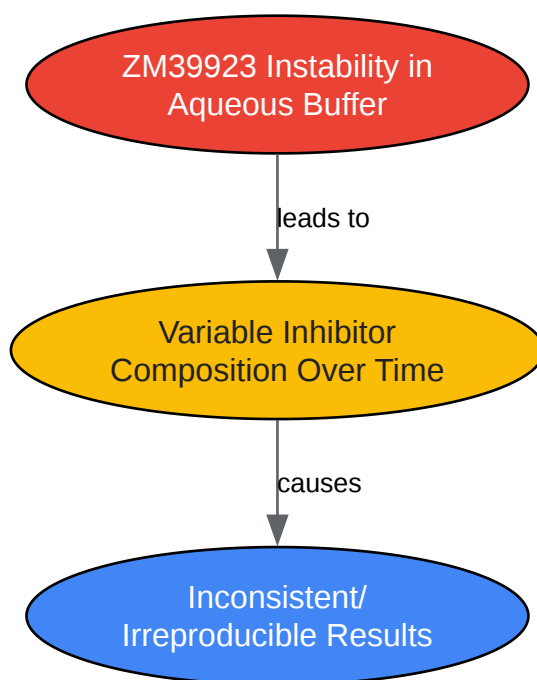 ZM39923 Instability in
Aqueous Buffer
leads to
Variable Inhibitor
Composition Over Time
causes
Inconsistent/
Irreproducible Results